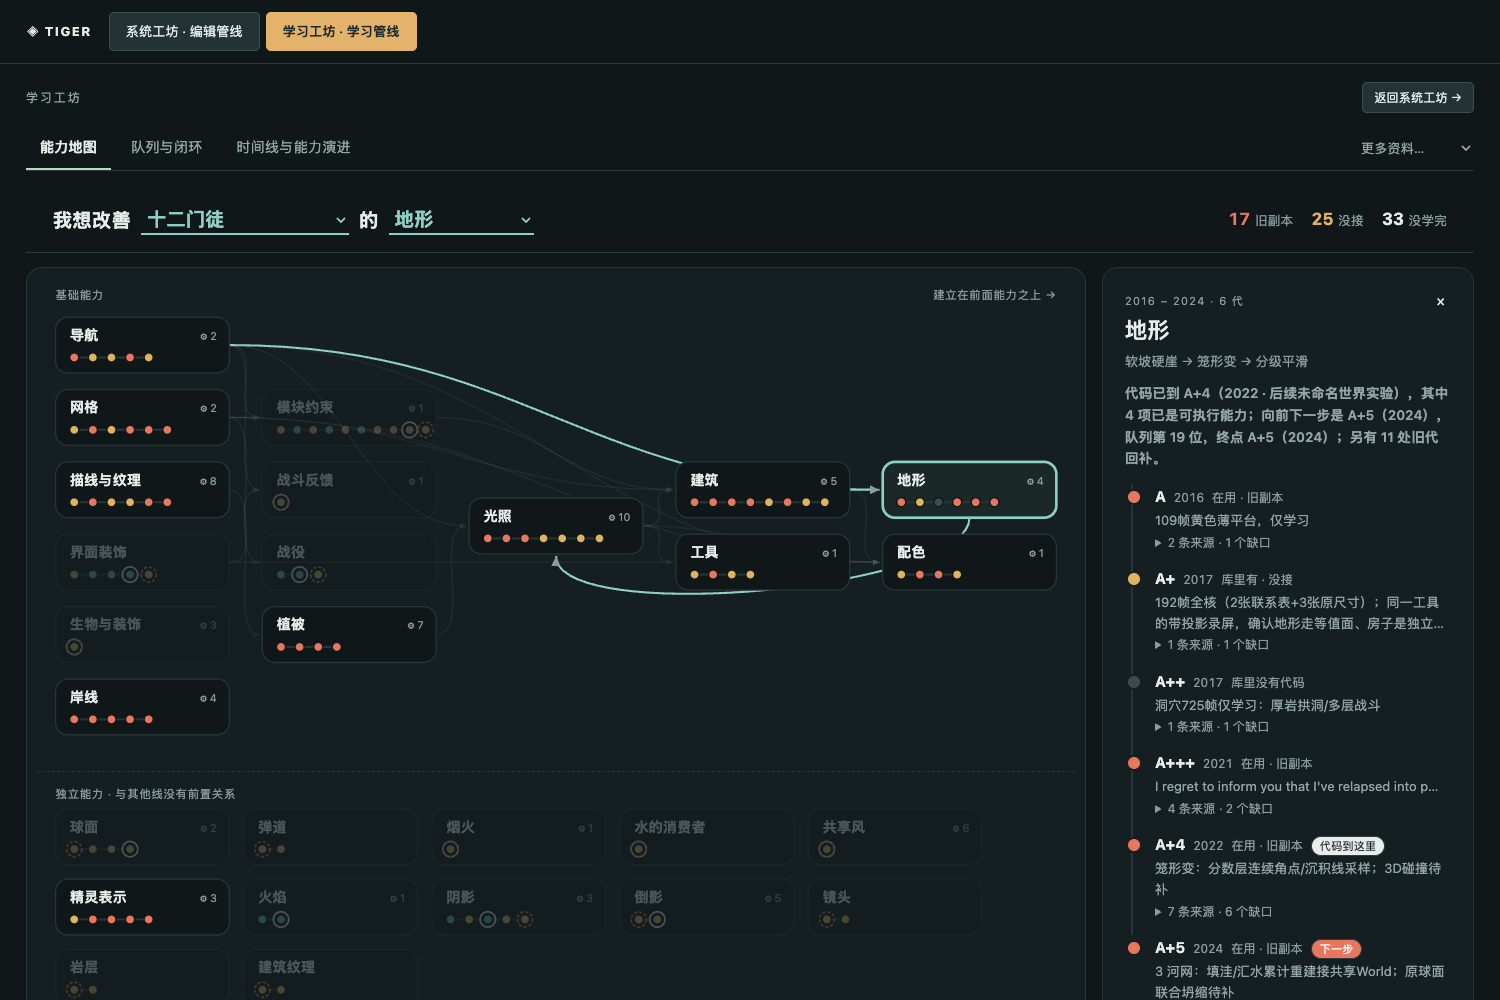 ◈ TIGER
系统工坊 · 编辑管线
学习工坊 · 学习管线
学习工坊
返回系统工坊 →
能力地图
队列与闭环
时间线与能力演进
更多资料…
我想改善 十二门徒 的 地形
17 旧副本 25 没接 33 没学完
基础能力
建立在前面能力之上 →
导航 2
网格 2
模块约束 1
描线与纹理 8
战斗反馈 1
建筑 5
地形 4
光照 10
界面装饰
战役
工具 1
配色 1
生物与装饰 3
植被 7
岸线 4
独立能力 · 与其他线没有前置关系
球面 2
弹道
烟火 1
水的消费者
共享风 6
精灵表示 3
火焰 1
阴影 3
倒影 5
镜头
岩层
建筑纹理
2016 – 2024 · 6 代
×
地形
软坡硬崖 → 笼形变 → 分级平滑
代码已到 A+4（2022 · 后续未命名世界实验），其中
4 项已是可执行能力；向前下一步是 A+5（2024），
队列第 19 位，终点 A+5（2024）；另有 11 处旧代
回补。
A 2016 在用 · 旧副本
109帧黄色薄平台，仅学习
▶ 2 条来源 · 1 个缺口
A+ 2017 库里有 · 没接
192帧全核（2张联系表+3张原尺寸）；同一工具
的带投影录屏，确认地形走等值面、房子是独立…
▶ 1 条来源 · 1 个缺口
A++ 2017 库里没有代码
洞穴725帧仅学习：厚岩拱洞/多层战斗
▶ 1 条来源 · 1 个缺口
A+++ 2021 在用 · 旧副本
I regret to inform you that I've relapsed into p…
▶ 4 条来源 · 2 个缺口
A+4 2022 在用 · 旧副本 代码到这里
笼形变：分数层连续角点/沉积线采样；3D碰撞待
补
▶ 7 条来源 · 6 个缺口
A+5 2024 在用 · 旧副本 下一步
3 河网：填洼/汇水累计重建接共享World；原球面
联合坍缩待补